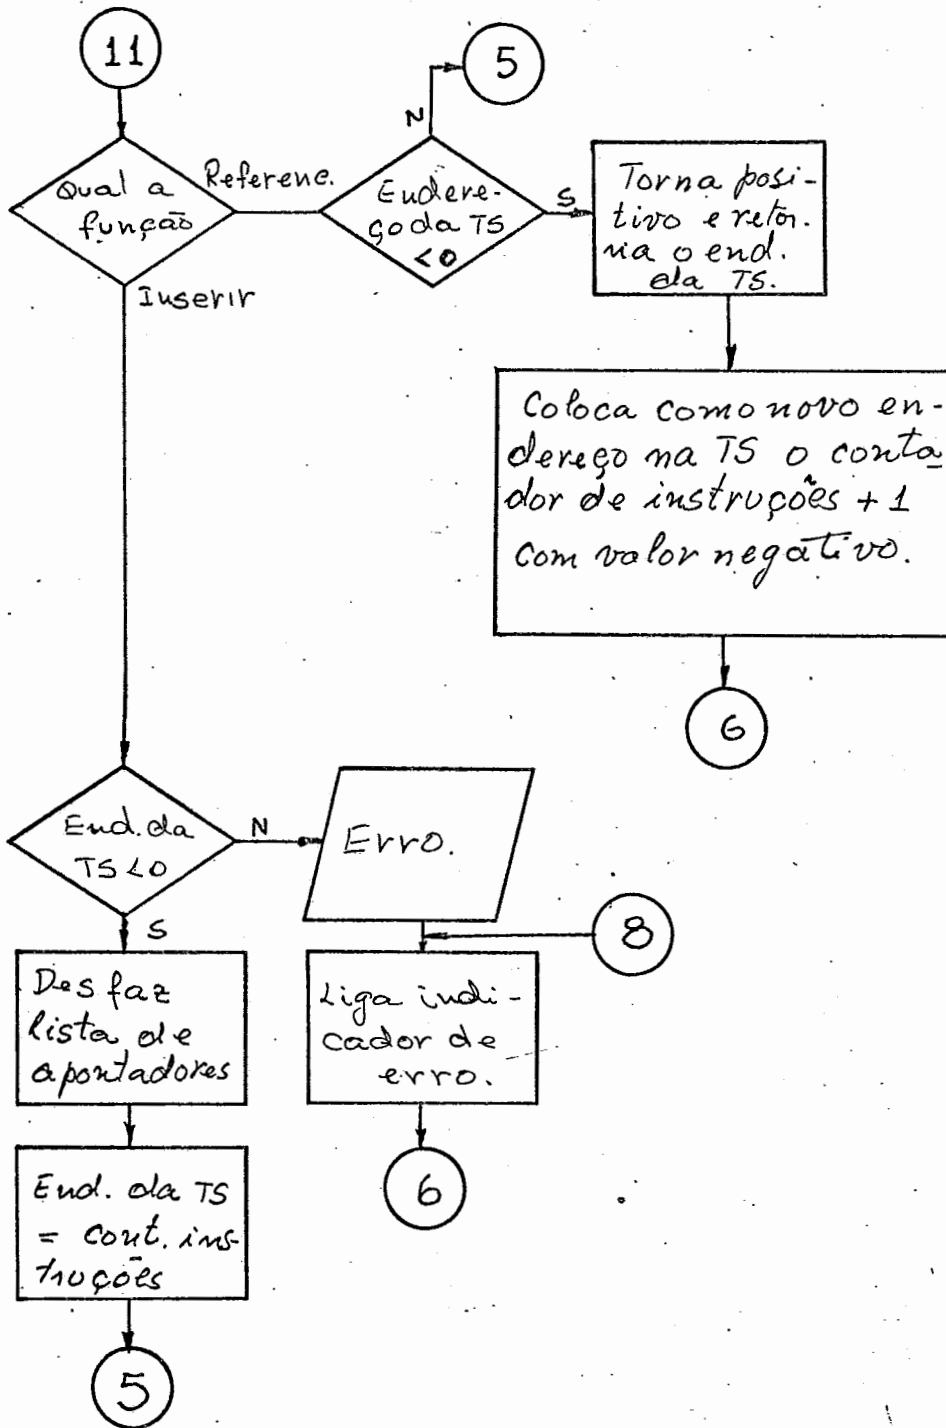 11
5
N
Qual a
função
Referenc.
Endere-
ço da TS
<0
S
Torna posi-
tivo e retor-
na o end.
da TS.
Inserir
Coloca como novo en-
dereço na TS o conta
dor de instruções + 1
com valor negativo.
6
End. da
TS <0
N
Erro.
S
8
Desfaz
lista de
apontadores
Liga indi-
cador de
erro.
End. da TS
= cont. ins-
truções
6
5